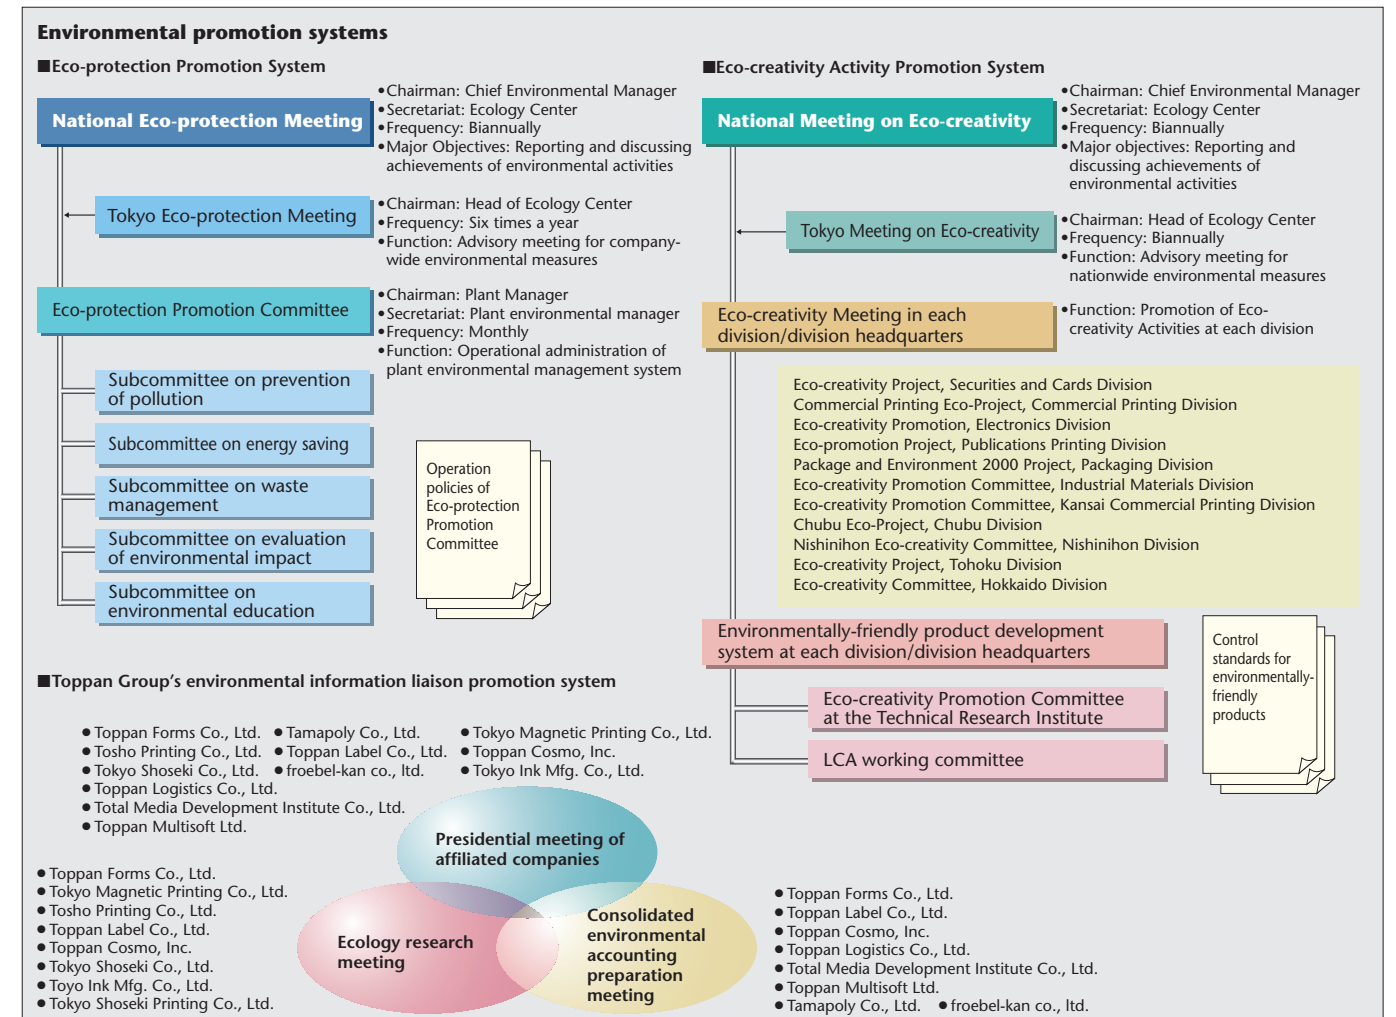 Environmental promotion systems
■Eco-protection Promotion System
National Eco-protection Meeting
•Chairman: Chief Environmental Manager
•Secretariat: Ecology Center
•Frequency: Biannually
•Major Objectives: Reporting and discussing
achievements of environmental activities
Tokyo Eco-protection Meeting
•Chairman: Head of Ecology Center
•Frequency: Six times a year
•Function: Advisory meeting for company-
wide environmental measures
Eco-protection Promotion Committee
•Chairman: Plant Manager
•Secretariat: Plant environmental manager
•Frequency: Monthly
•Function: Operational administration of
plant environmental management system
Subcommittee on prevention
of pollution
Subcommittee on energy saving
Subcommittee on waste
management
Subcommittee on evaluation
of environmental impact
Subcommittee on
environmental education
Operation
policies of
Eco-protection
Promotion
Committee
■Eco-creativity Activity Promotion System
National Meeting on Eco-creativity
•Chairman: Chief Environmental Manager
•Secretariat: Ecology Center
•Frequency: Biannually
•Major objectives: Reporting and
discussing achievements of
environmental activities
Tokyo Meeting on Eco-creativity
•Chairman: Head of Ecology Center
•Frequency: Biannually
•Function: Advisory meeting for
nationwide environmental measures
Eco-creativity Meeting in each
division/division headquarters
•Function: Promotion of Eco-
creativity Activities at each division
Eco-creativity Project, Securities and Cards Division
Commercial Printing Eco-Project, Commercial Printing Division
Eco-creativity Promotion, Electronics Division
Eco-promotion Project, Publications Printing Division
Package and Environment 2000 Project, Packaging Division
Eco-creativity Promotion Committee, Industrial Materials Division
Eco-creativity Promotion Committee, Kansai Commercial Printing Division
Chubu Eco-Project, Chubu Division
Nishinihon Eco-creativity Committee, Nishinihon Division
Eco-creativity Project, Tohoku Division
Eco-creativity Committee, Hokkaido Division
Environmentally-friendly product development
system at each division/division headquarters
Eco-creativity Promotion Committee
at the Technical Research Institute
LCA working committee
Control
standards for
environmentally-
friendly
products
■Toppan Group's environmental information liaison promotion system
● Toppan Forms Co., Ltd. ● Tamapoly Co., Ltd. ● Tokyo Magnetic Printing Co., Ltd.
● Tosho Printing Co., Ltd. ● Toppan Label Co., Ltd. ● Toppan Cosmo, Inc.
● Tokyo Shoseki Co., Ltd. ● froebel-kan co., ltd. ● Tokyo Ink Mfg. Co., Ltd.
● Toppan Logistics Co., Ltd.
● Total Media Development Institute Co., Ltd.
● Toppan Multisoft Ltd.
Presidential meeting of
affiliated companies
● Toppan Forms Co., Ltd.
● Tokyo Magnetic Printing Co., Ltd.
● Tosho Printing Co., Ltd.
● Toppan Label Co., Ltd.
● Toppan Cosmo, Inc.
● Tokyo Shoseki Co., Ltd.
● Toyo Ink Mfg. Co., Ltd.
● Tokyo Shoseki Printing Co., Ltd.
Ecology research
meeting
Consolidated
environmental
accounting
preparation
meeting
● Toppan Forms Co., Ltd.
● Toppan Label Co., Ltd.
● Toppan Cosmo, Inc.
● Toppan Logistics Co., Ltd.
● Total Media Development Institute Co., Ltd.
● Toppan Multisoft Ltd.
● Tamapoly Co., Ltd. ● froebel-kan co., ltd.